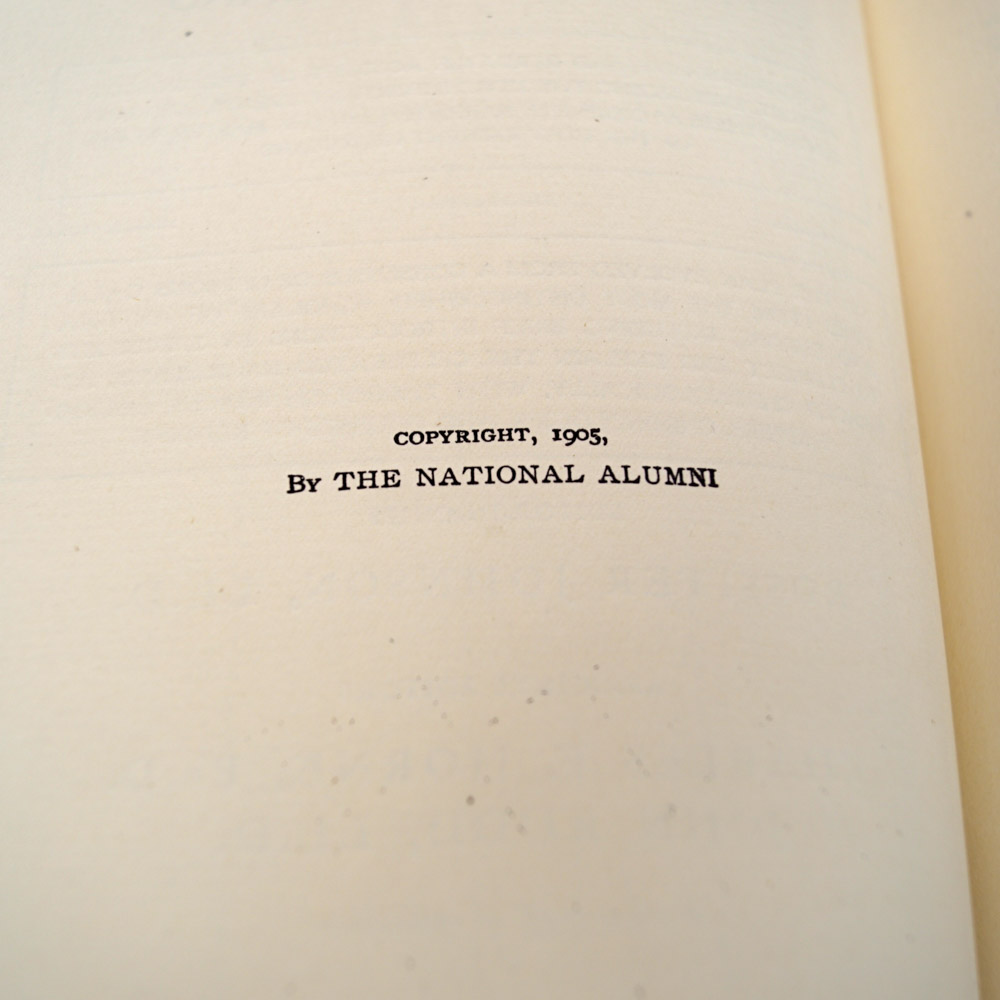 COPYRIGHT, 1905,
By THE NATIONAL ALUMNI